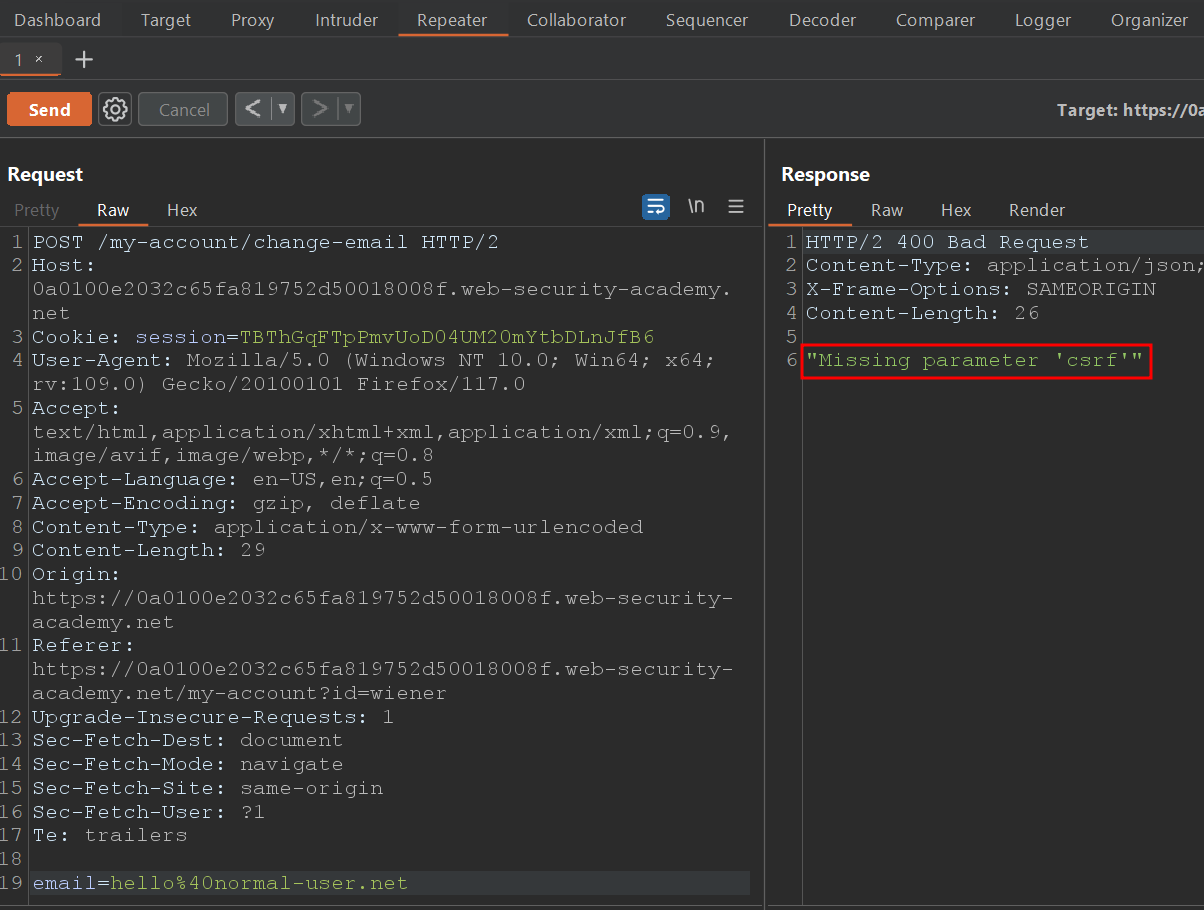 Dashboard Target Proxy Intruder Repeater Collaborator Sequencer Decoder Comparer Logger Organizer
1 × +
Send Cancel < ▼ > ▼ Target: https://0a
Request
Pretty Raw Hex \n
1 POST /my-account/change-email HTTP/2
2 Host:
0a0100e2032c65fa819752d50018008f.web-security-academy.
net
3 Cookie: session=TBThGqFTpPmvUoD04UM20mYtbDLnJfB6
4 User-Agent: Mozilla/5.0 (Windows NT 10.0; Win64; x64;
rv:109.0) Gecko/20100101 Firefox/117.0
5 Accept:
text/html,application/xhtml+xml,application/xml;q=0.9,
image/avif,image/webp,*/*;q=0.8
6 Accept-Language: en-US,en;q=0.5
7 Accept-Encoding: gzip, deflate
8 Content-Type: application/x-www-form-urlencoded
9 Content-Length: 29
10 Origin:
https://0a0100e2032c65fa819752d50018008f.web-security-
academy.net
11 Referer:
https://0a0100e2032c65fa819752d50018008f.web-security-
academy.net/my-account?id=wiener
12 Upgrade-Insecure-Requests: 1
13 Sec-Fetch-Dest: document
14 Sec-Fetch-Mode: navigate
15 Sec-Fetch-Site: same-origin
16 Sec-Fetch-User: ?1
17 Te: trailers
18
19 email=hello%40normal-user.net
Response
Pretty Raw Hex Render
1 HTTP/2 400 Bad Request
2 Content-Type: application/json;
3 X-Frame-Options: SAMEORIGIN
4 Content-Length: 26
5
6 "Missing parameter 'csrf'"